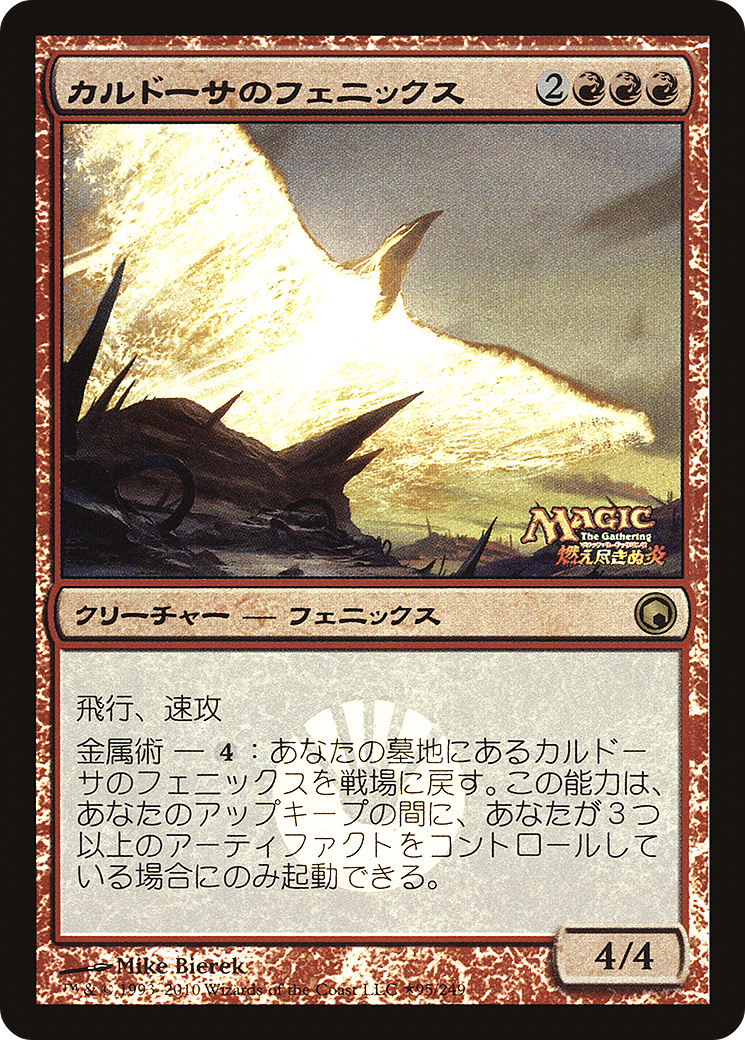 カルドーサのフェニックス 2
MAGIC
The Gathering
燃え尽きぬ炎
クリーチャー — フェニックス
飛行、速攻
金属術 — 4：あなたの墓地にあるカルドー
サのフェニックスを戦場に戻す。この能力は、
あなたのアップキープの間に、あなたが３つ
以上のアーティファクトをコントロールして
いる場合にのみ起動できる。
4/4
Mike Bierek
™ & © 1993–2010 Wizards of the Coast LLC ★95/249